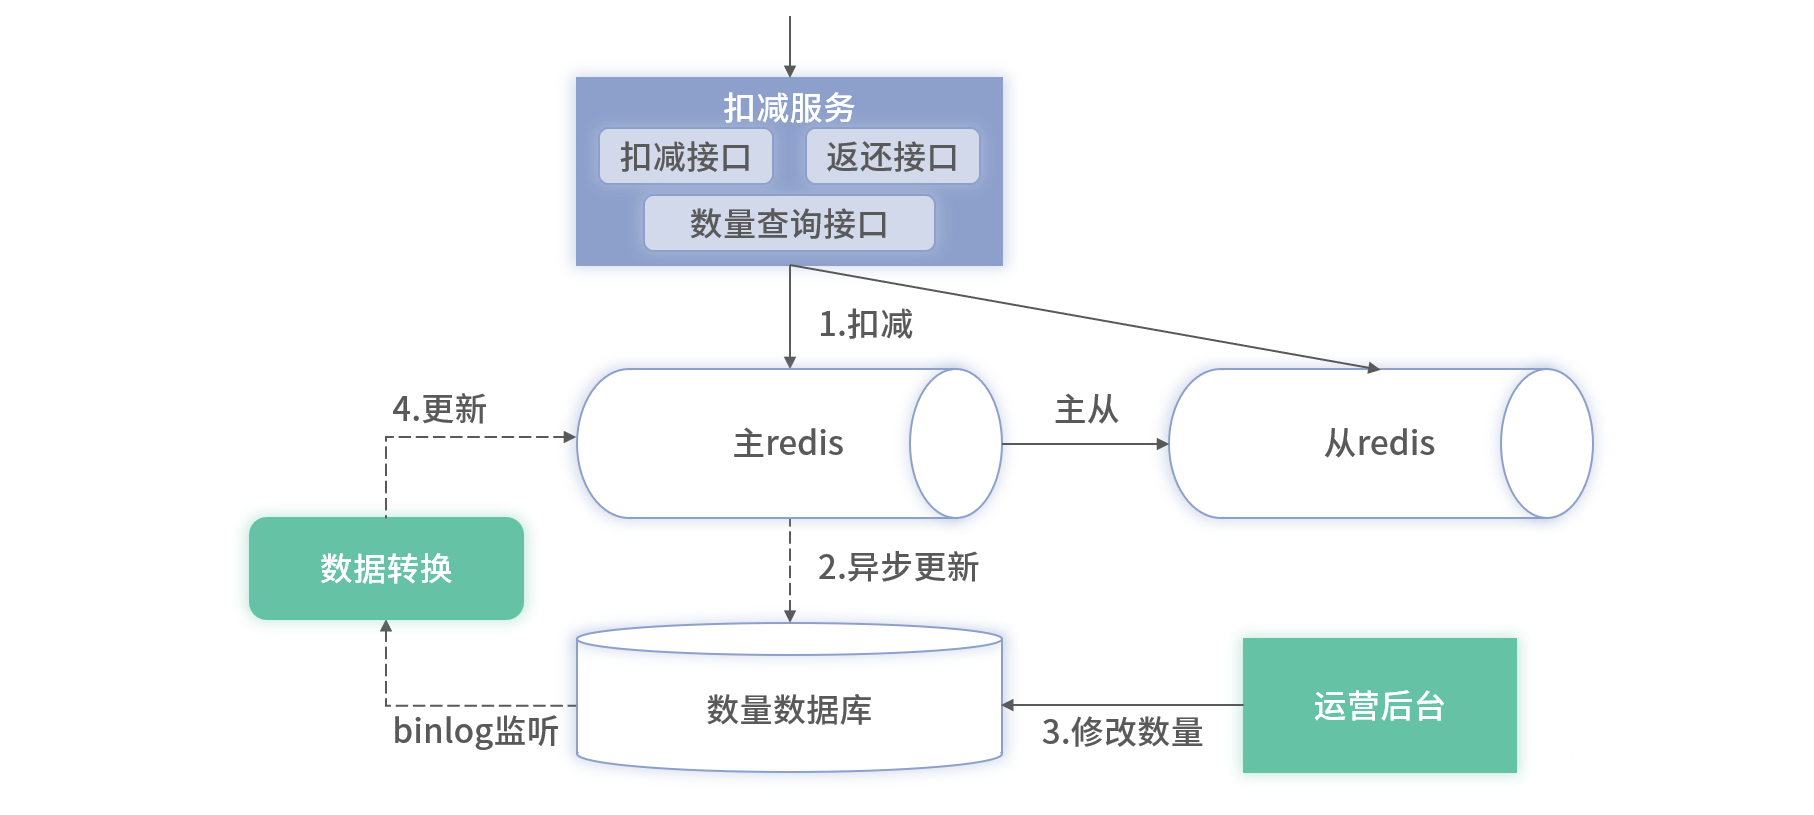 扣减服务
扣减接口
返还接口
数量查询接口
1.扣减
4.更新
主从
主redis
从redis
数据转换
2.异步更新
数量数据库
运营后台
binlog监听
3.修改数量